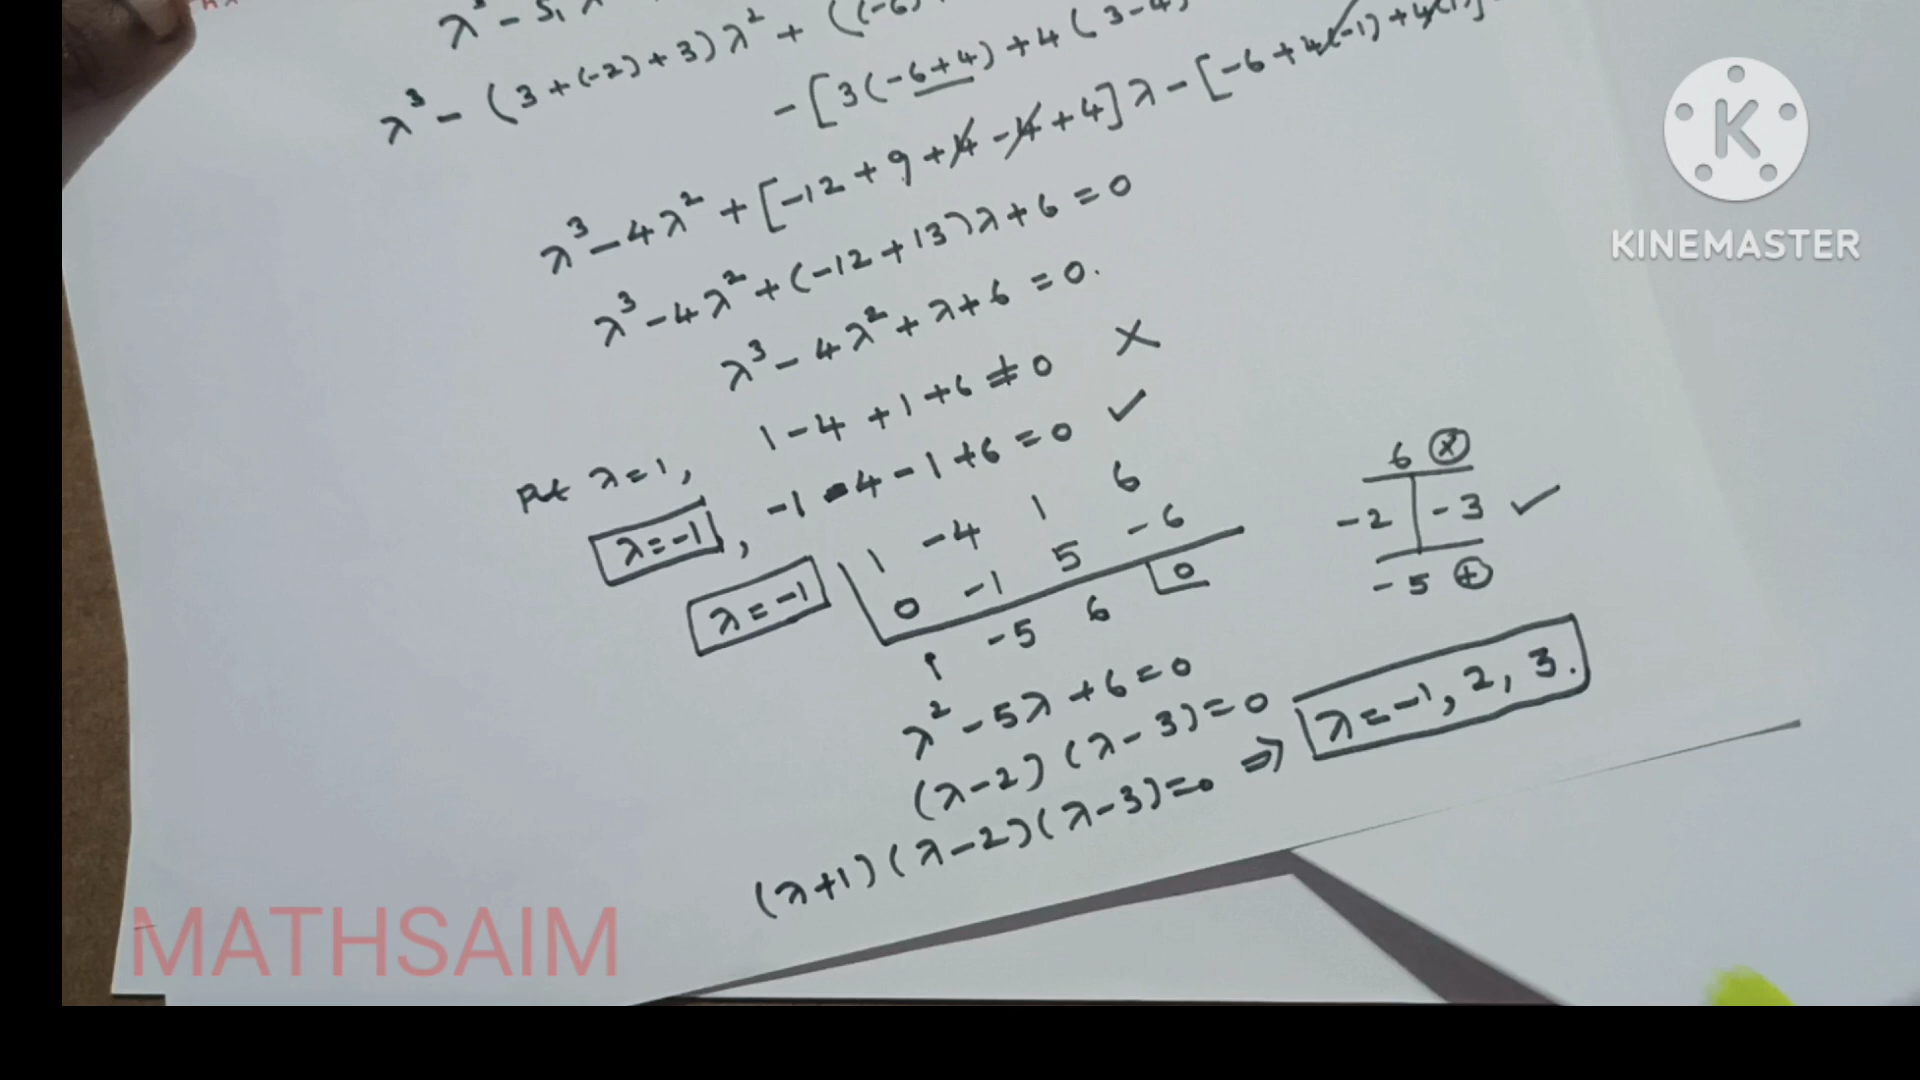 λ³ - S₁λ
λ³ - (3 + (-2) + 3) λ² + ((-6)
- [3(-6+4) + 4 (3-4)
λ³ - 4λ² + [-12 + 9 + 4 - 4 + 4] λ - [-6 + 4(-1) + 4(1)]
λ³ - 4λ² + (-12 + 13) λ + 6 = 0
λ³ - 4λ² + λ + 6 = 0.
Put λ = 1, 1 - 4 + 1 + 6 ≠ 0 ✗
λ = -1, -1 - 4 - 1 + 6 = 0 ✓
λ = -1 1 -4 1 6
0 -1 5 -6
1 -5 6 0
6 ×
-2 -3 ✓
-5 +
λ² - 5λ + 6 = 0
(λ - 2) (λ - 3) = 0
(λ + 1) (λ - 2) (λ - 3) = 0 ⇒ λ = -1, 2, 3.
K
KINEMASTER
MATHSAIM